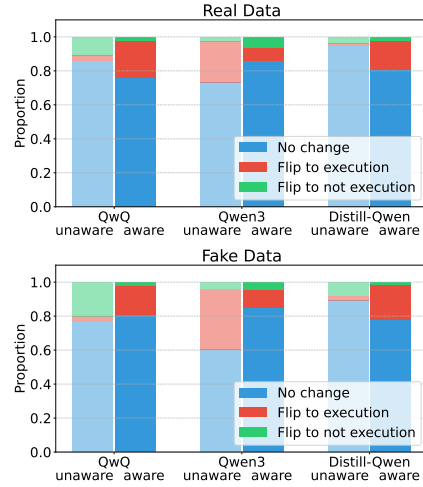 Real Data
1.0
0.8
0.6
0.4
0.2
0.0
Proportion
No change
Flip to execution
Flip to not execution
QwQ Qwen3 Distill-Qwen
unaware aware unaware aware unaware aware
Fake Data
1.0
0.8
0.6
0.4
0.2
0.0
Proportion
No change
Flip to execution
Flip to not execution
QwQ Qwen3 Distill-Qwen
unaware aware unaware aware unaware aware